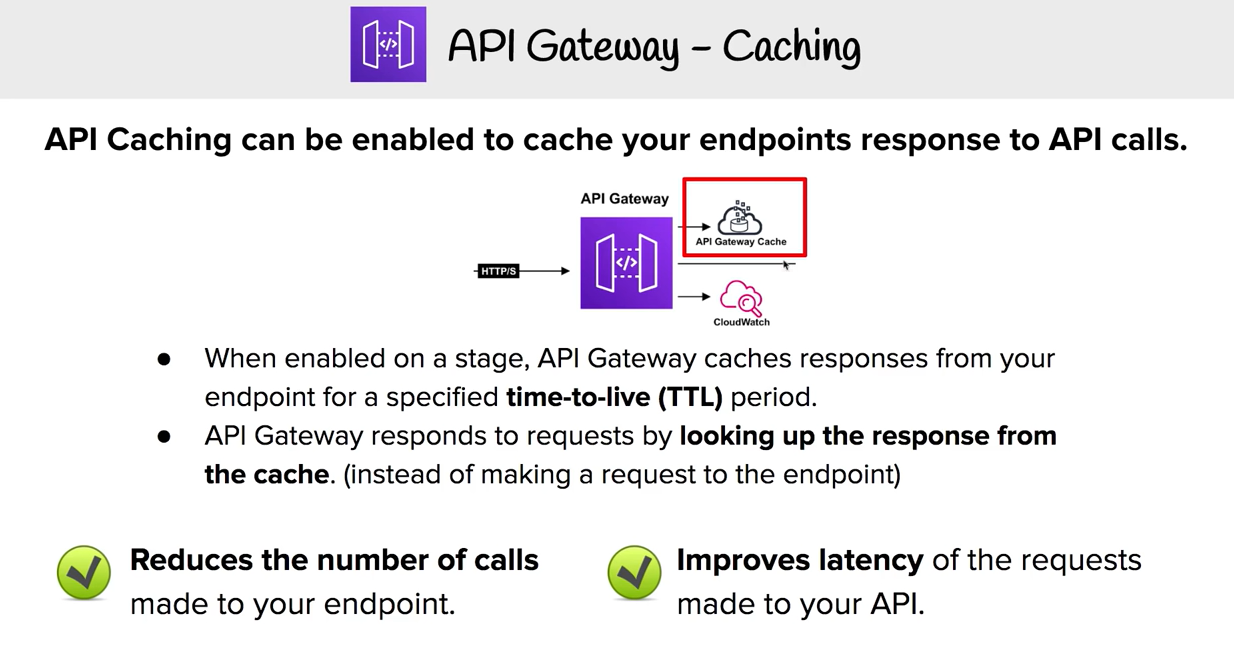 API Gateway – Caching
API Caching can be enabled to cache your endpoints response to API calls.
API Gateway
</>
API Gateway Cache
HTTP/S
</>
CloudWatch
● When enabled on a stage, API Gateway caches responses from your
endpoint for a specified time-to-live (TTL) period.
● API Gateway responds to requests by looking up the response from
the cache. (instead of making a request to the endpoint)
Reduces the number of calls
made to your endpoint.
Improves latency of the requests
made to your API.